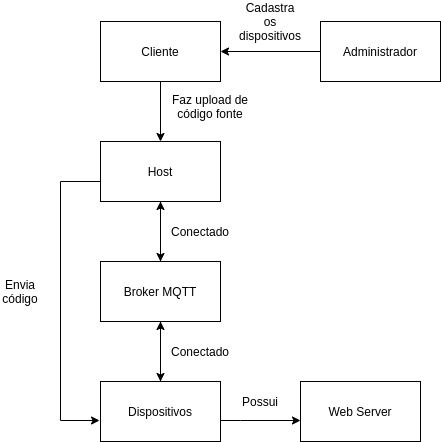 Cadastra
os
dispositivos
Cliente
Administrador
Faz upload de
código fonte
Host
Conectado
Envia
código
Broker MQTT
Conectado
Dispositivos
Possui
Web Server